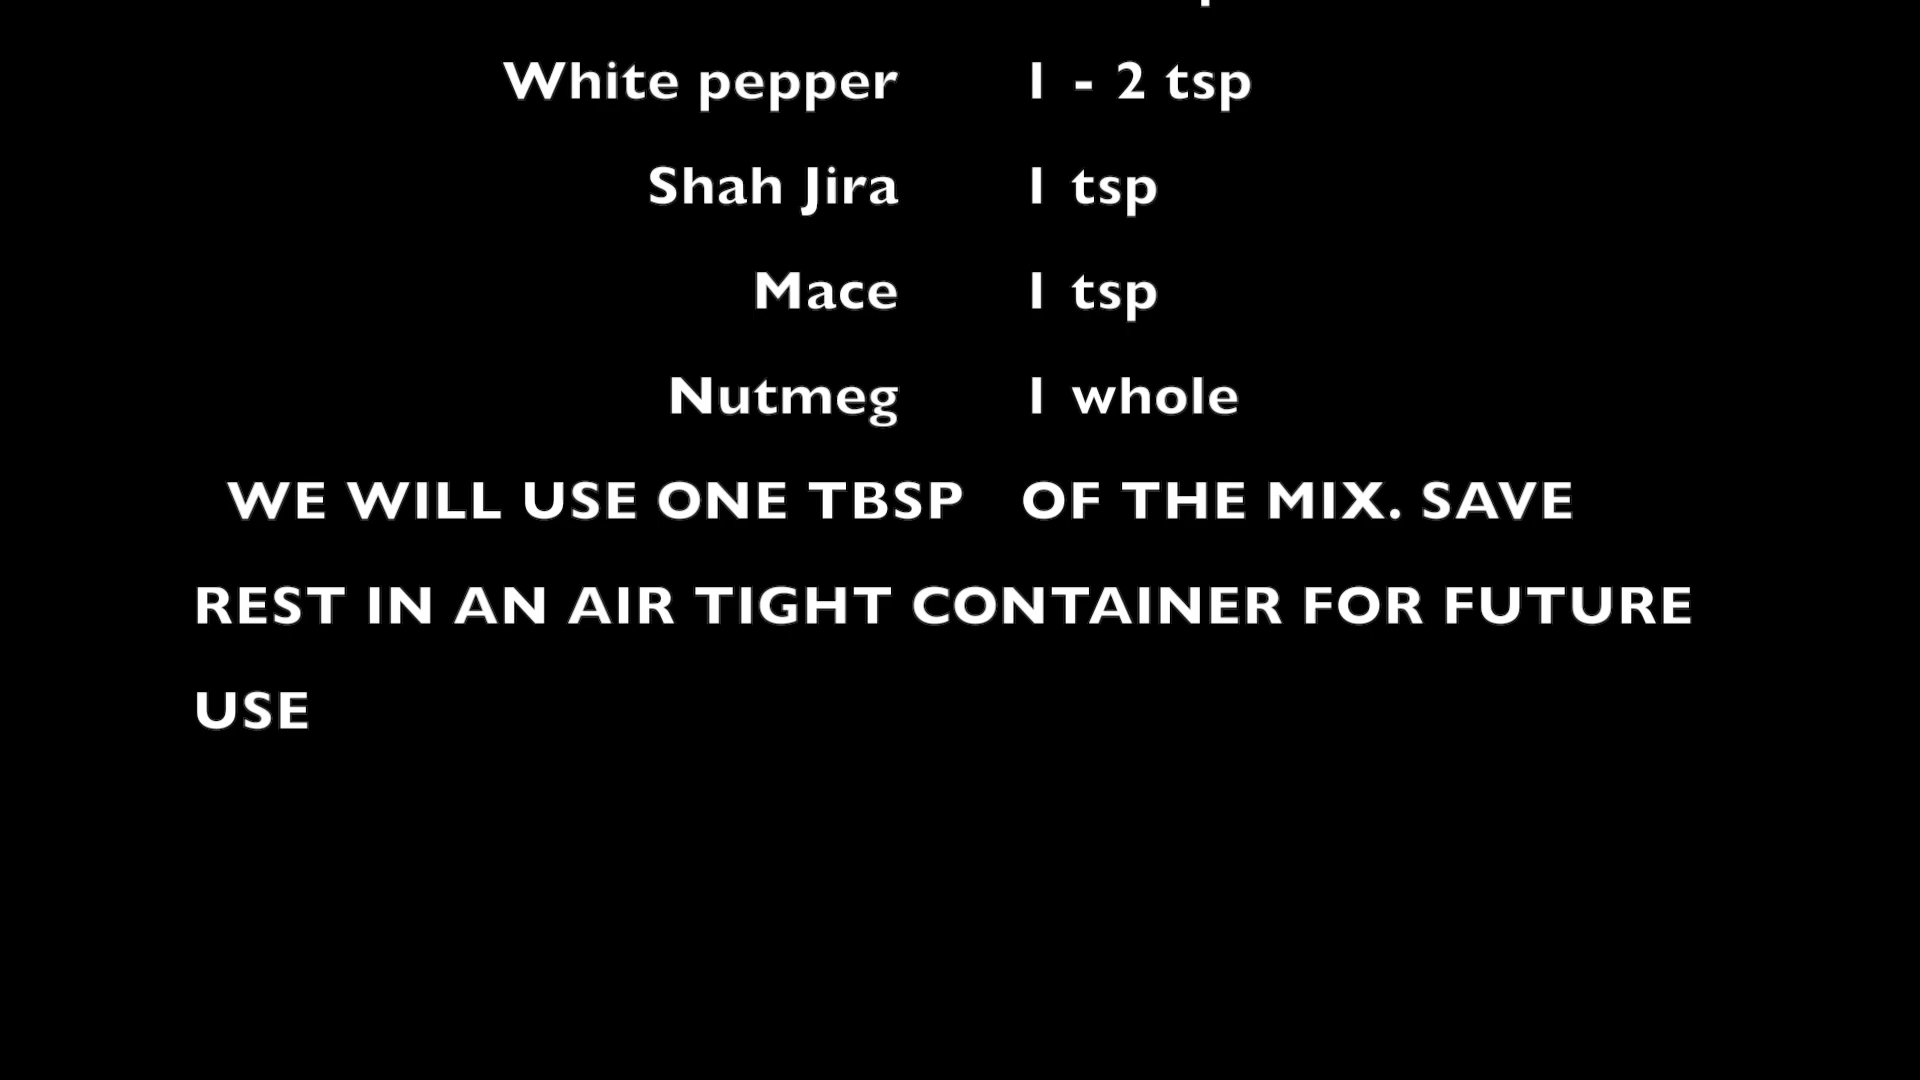 White pepper 1 - 2 tsp
Shah Jira 1 tsp
Mace 1 tsp
Nutmeg 1 whole
WE WILL USE ONE TBSP OF THE MIX. SAVE
REST IN AN AIR TIGHT CONTAINER FOR FUTURE
USE